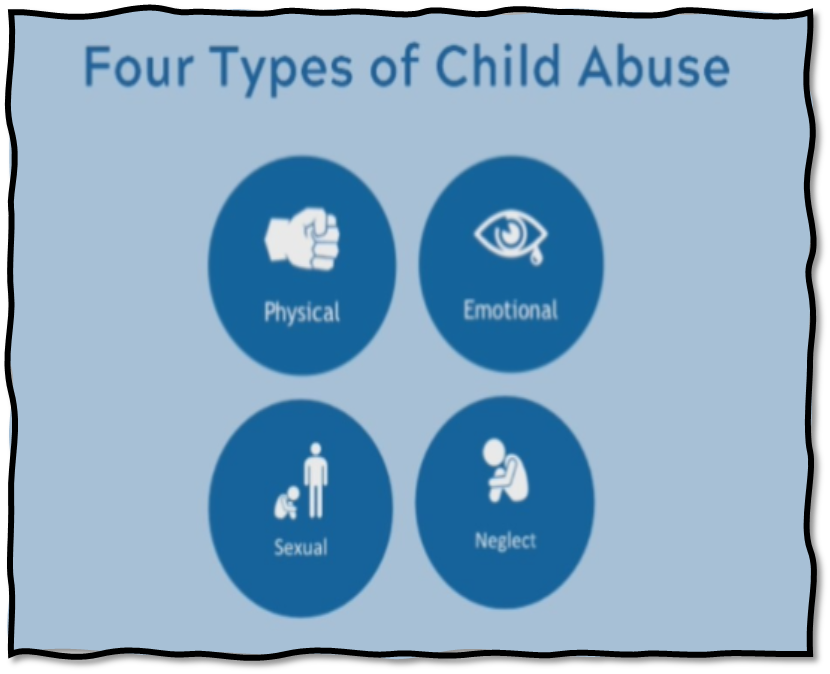 Four Types of Child Abuse
Physical
Emotional
Sexual
Neglect